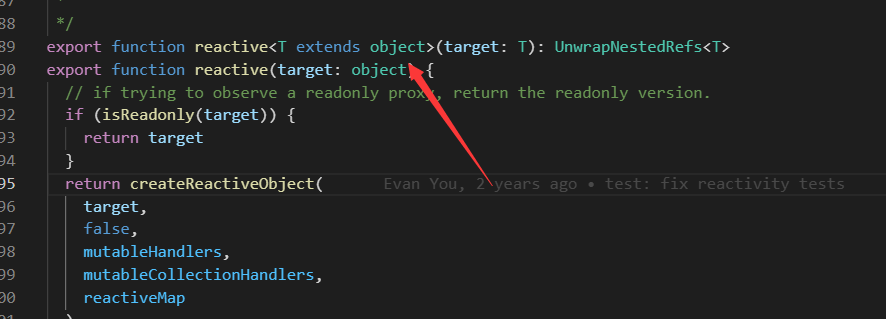 88 */
89 export function reactive<T extends object>(target: T): UnwrapNestedRefs<T>
90 export function reactive(target: object) {
91 // if trying to observe a readonly proxy, return the readonly version.
92 if (isReadonly(target)) {
93 return target
94 }
95 return createReactiveObject( Evan You, 2 years ago • test: fix reactivity tests
96 target,
97 false,
98 mutableHandlers,
99 mutableCollectionHandlers,
00 reactiveMap